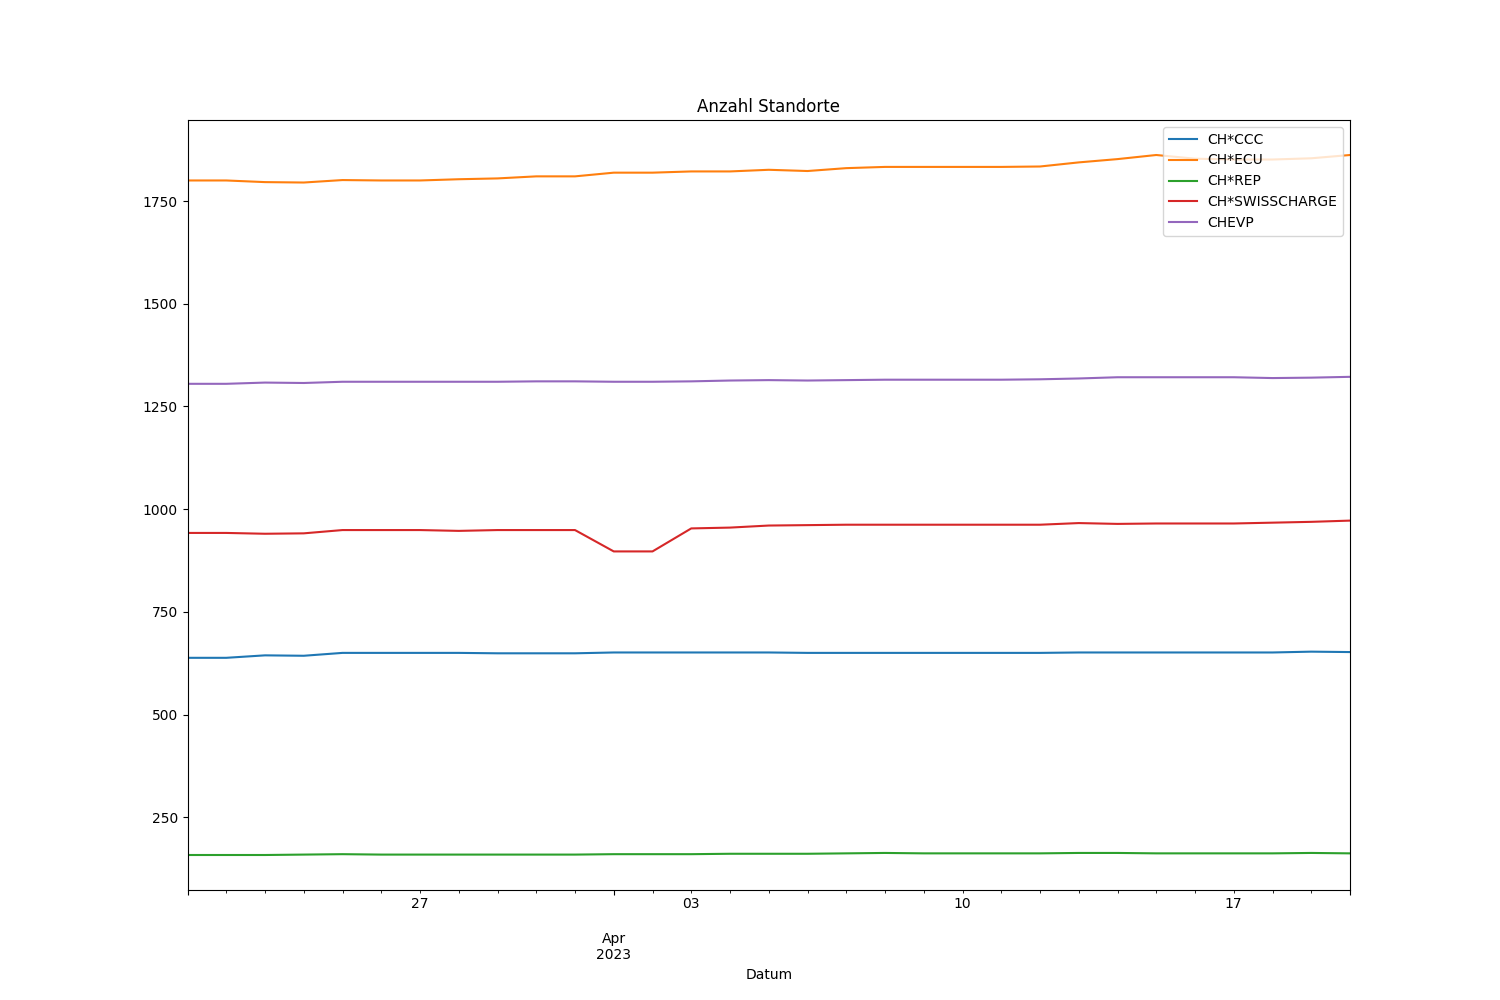 Anzahl Standorte
CH*CCC
CH*ECU
CH*REP
CH*SWISSCHARGE
CHEVP
1750
1500
1250
1000
750
500
250
27
03
10
17
Apr
2023
Datum